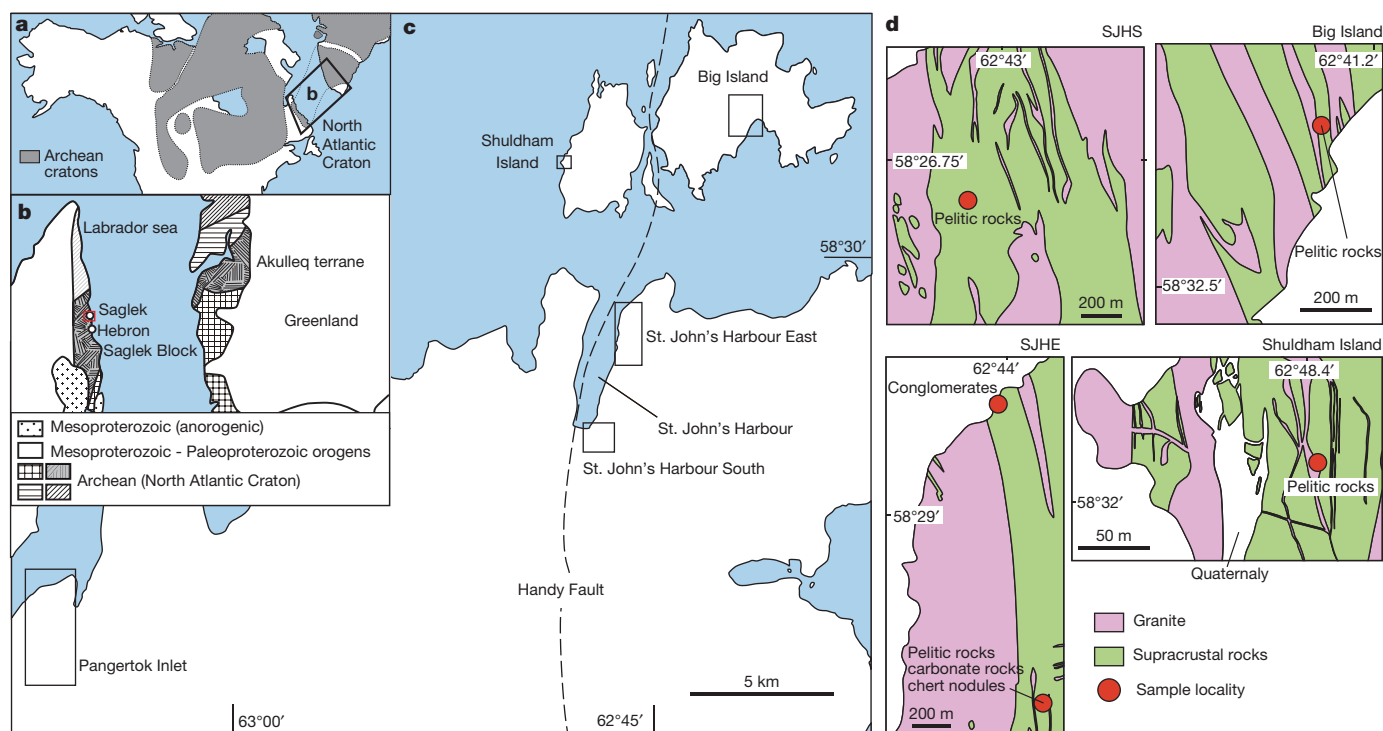 a
b
North
Atlantic
Craton
Archean
cratons
b
Labrador sea
Akulleq terrane
Saglek
Hebron
Saglek Block
Greenland
Mesoproterozoic (anorogenic)
Mesoproterozoic - Paleoproterozoic orogens
Archean (North Atlantic Craton)
c
Big Island
Shuldham
Island
58°30′
St. John's Harbour East
St. John's Harbour
St. John's Harbour South
Handy Fault
Pangertok Inlet
5 km
63°00′
62°45′
d
SJHS
62°43′
58°26.75′
Pelitic rocks
200 m
Big Island
62°41.2′
Pelitic rocks
58°32.5′
200 m
SJHE
62°44′
Conglomerates
58°29′
Pelitic rocks
carbonate rocks
chert nodules
200 m
Shuldham Island
62°48.4′
Pelitic rocks
58°32′
50 m
Quaternaly
Granite
Supracrustal rocks
Sample locality